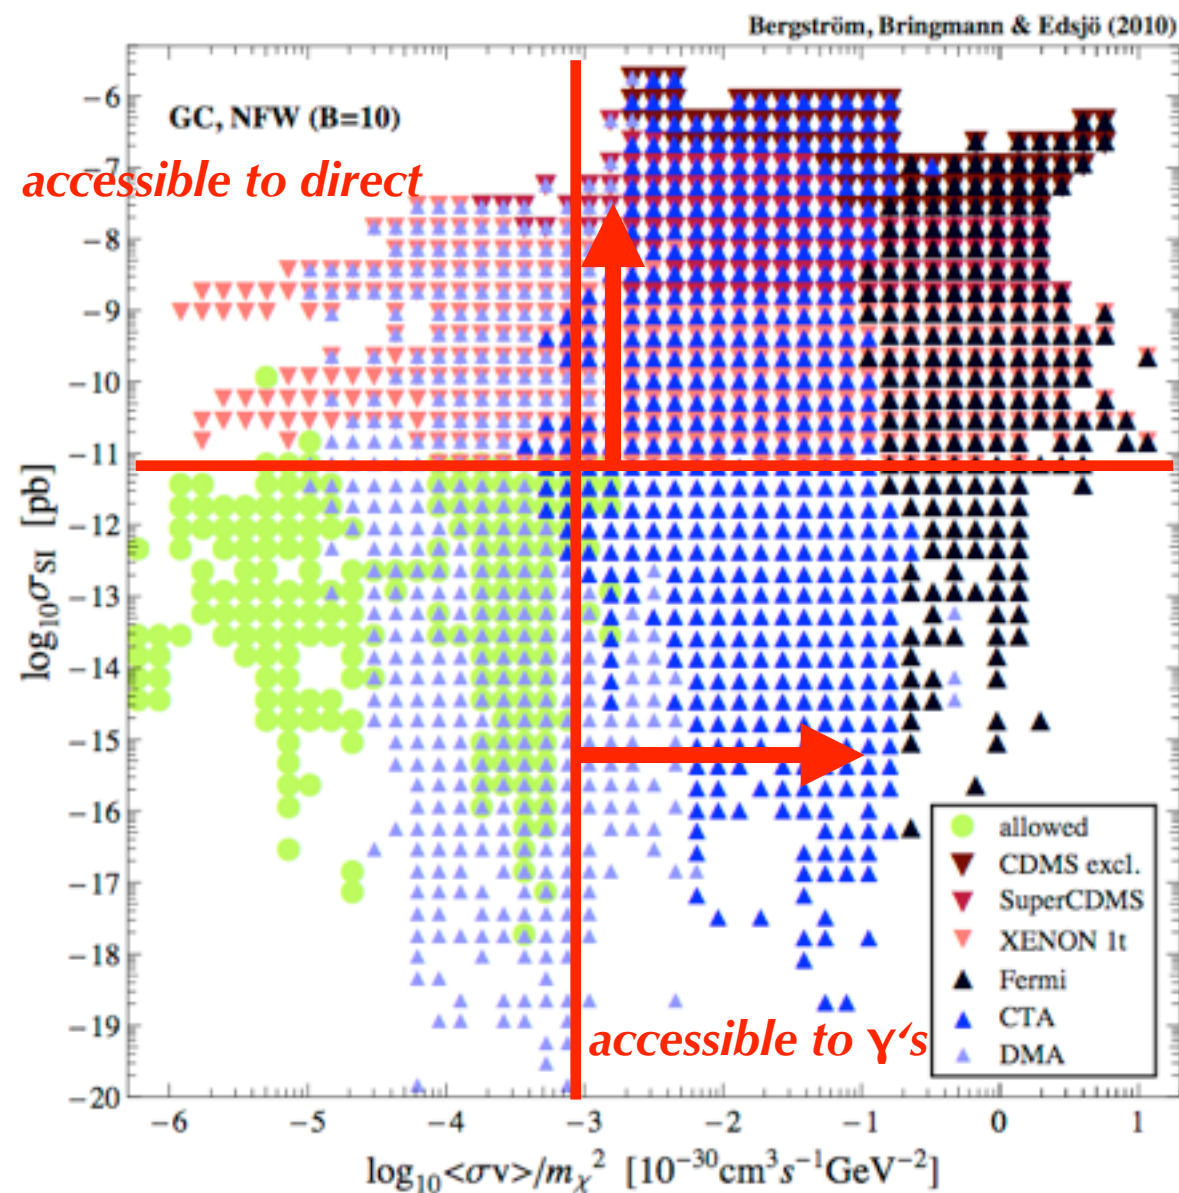 Bergström, Bringmann & Edsjö (2010)
GC, NFW (B=10)
accessible to direct
−6
−7
−8
−9
−10
−11
−12
−13
−14
−15
−16
−17
−18
−19
−20
log₁₀σ_SI [pb]
allowed
CDMS excl.
SuperCDMS
XENON 1t
Fermi
CTA
DMA
accessible to γ‘s
−6 −5 −4 −3 −2 −1 0 1
log₁₀<σv>/m_χ² [10⁻³⁰cm³s⁻¹GeV⁻²]